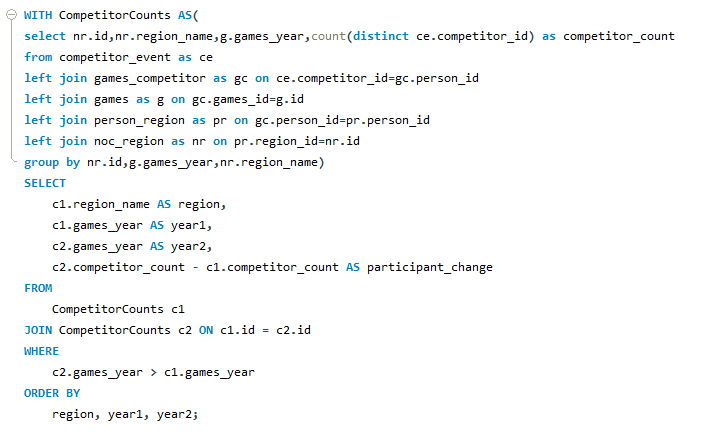 WITH CompetitorCounts AS(
select nr.id,nr.region_name,g.games_year,count(distinct ce.competitor_id) as competitor_count
from competitor_event as ce
left join games_competitor as gc on ce.competitor_id=gc.person_id
left join games as g on gc.games_id=g.id
left join person_region as pr on gc.person_id=pr.person_id
left join noc_region as nr on pr.region_id=nr.id
group by nr.id,g.games_year,nr.region_name)
SELECT
c1.region_name AS region,
c1.games_year AS year1,
c2.games_year AS year2,
c2.competitor_count - c1.competitor_count AS participant_change
FROM
CompetitorCounts c1
JOIN CompetitorCounts c2 ON c1.id = c2.id
WHERE
c2.games_year > c1.games_year
ORDER BY
region, year1, year2;